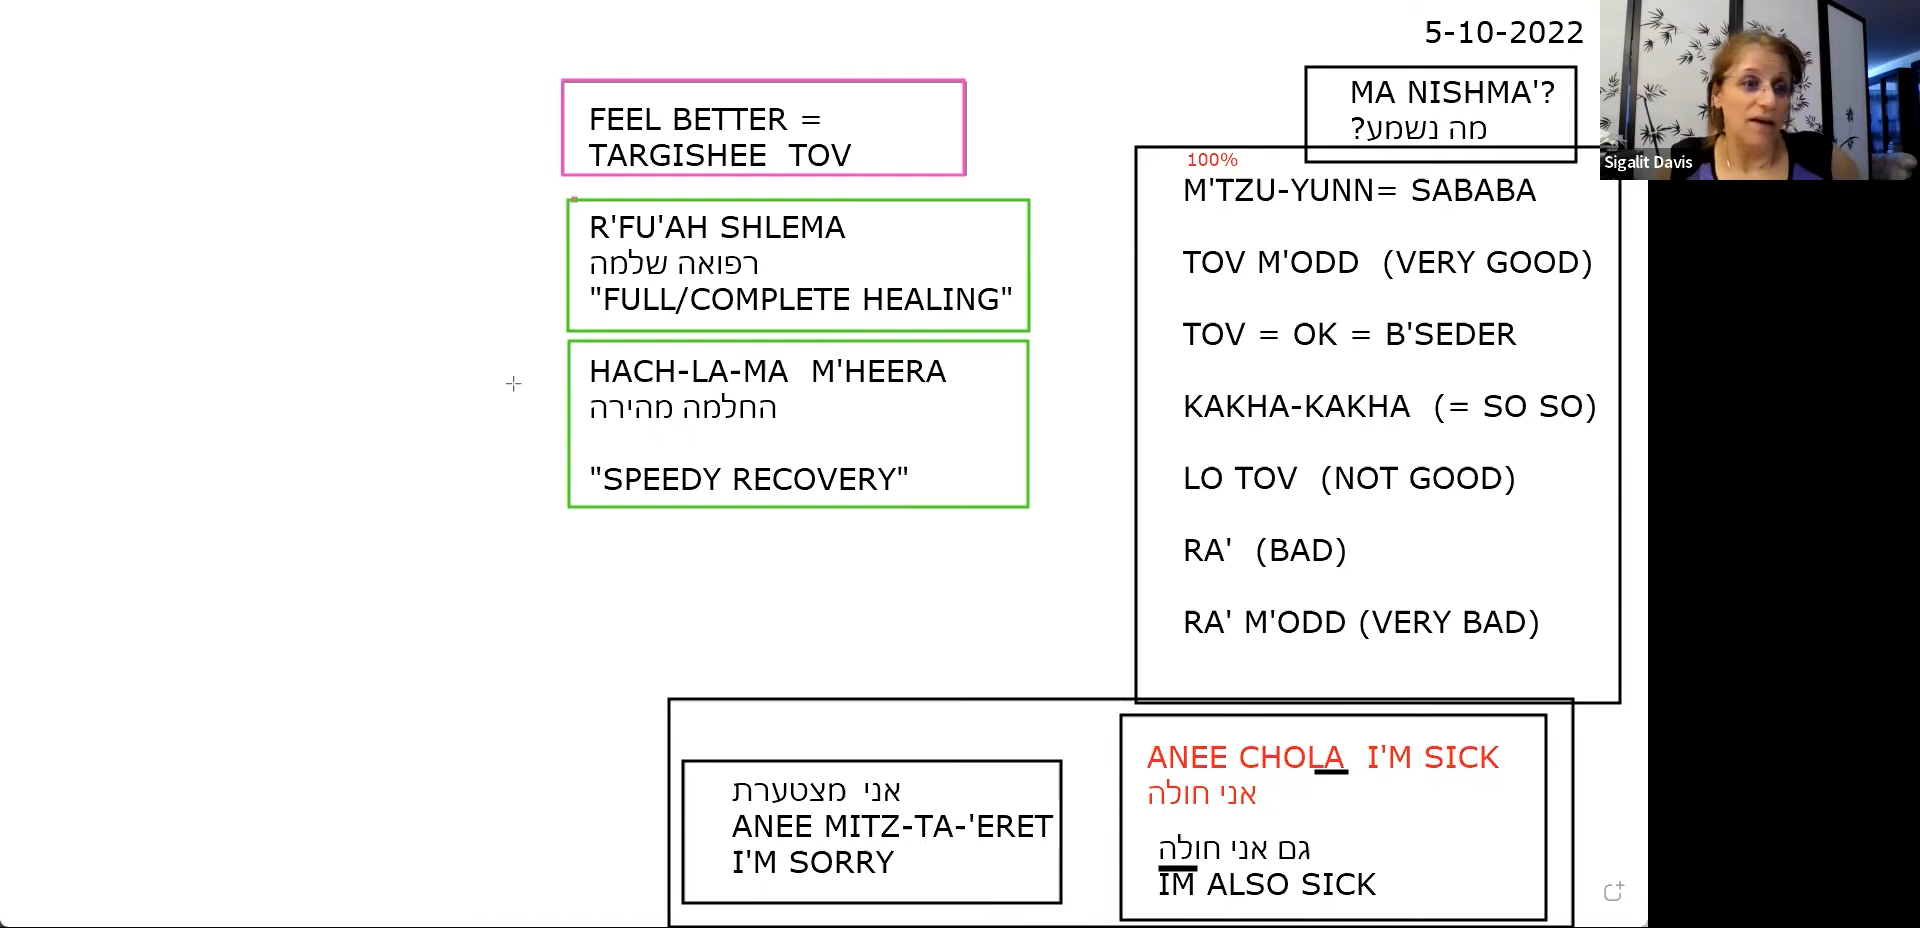 5-10-2022
FEEL BETTER =
TARGISHEE TOV
R'FU'AH SHLEMA
רפואה שלמה
"FULL/COMPLETE HEALING"
HACH-LA-MA M'HEERA
החלמה מהירה
"SPEEDY RECOVERY"
MA NISHMA'?
מה נשמע?
100%
M'TZU-YUNN= SABABA
TOV M'ODD (VERY GOOD)
TOV = OK = B'SEDER
KAKHA-KAKHA (= SO SO)
LO TOV (NOT GOOD)
RA' (BAD)
RA' M'ODD (VERY BAD)
אני מצטערת
ANEE MITZ-TA-'ERET
I'M SORRY
ANEE CHOLA I'M SICK
אני חולה
גם אני חולה
IM ALSO SICK
Sigalit Davis